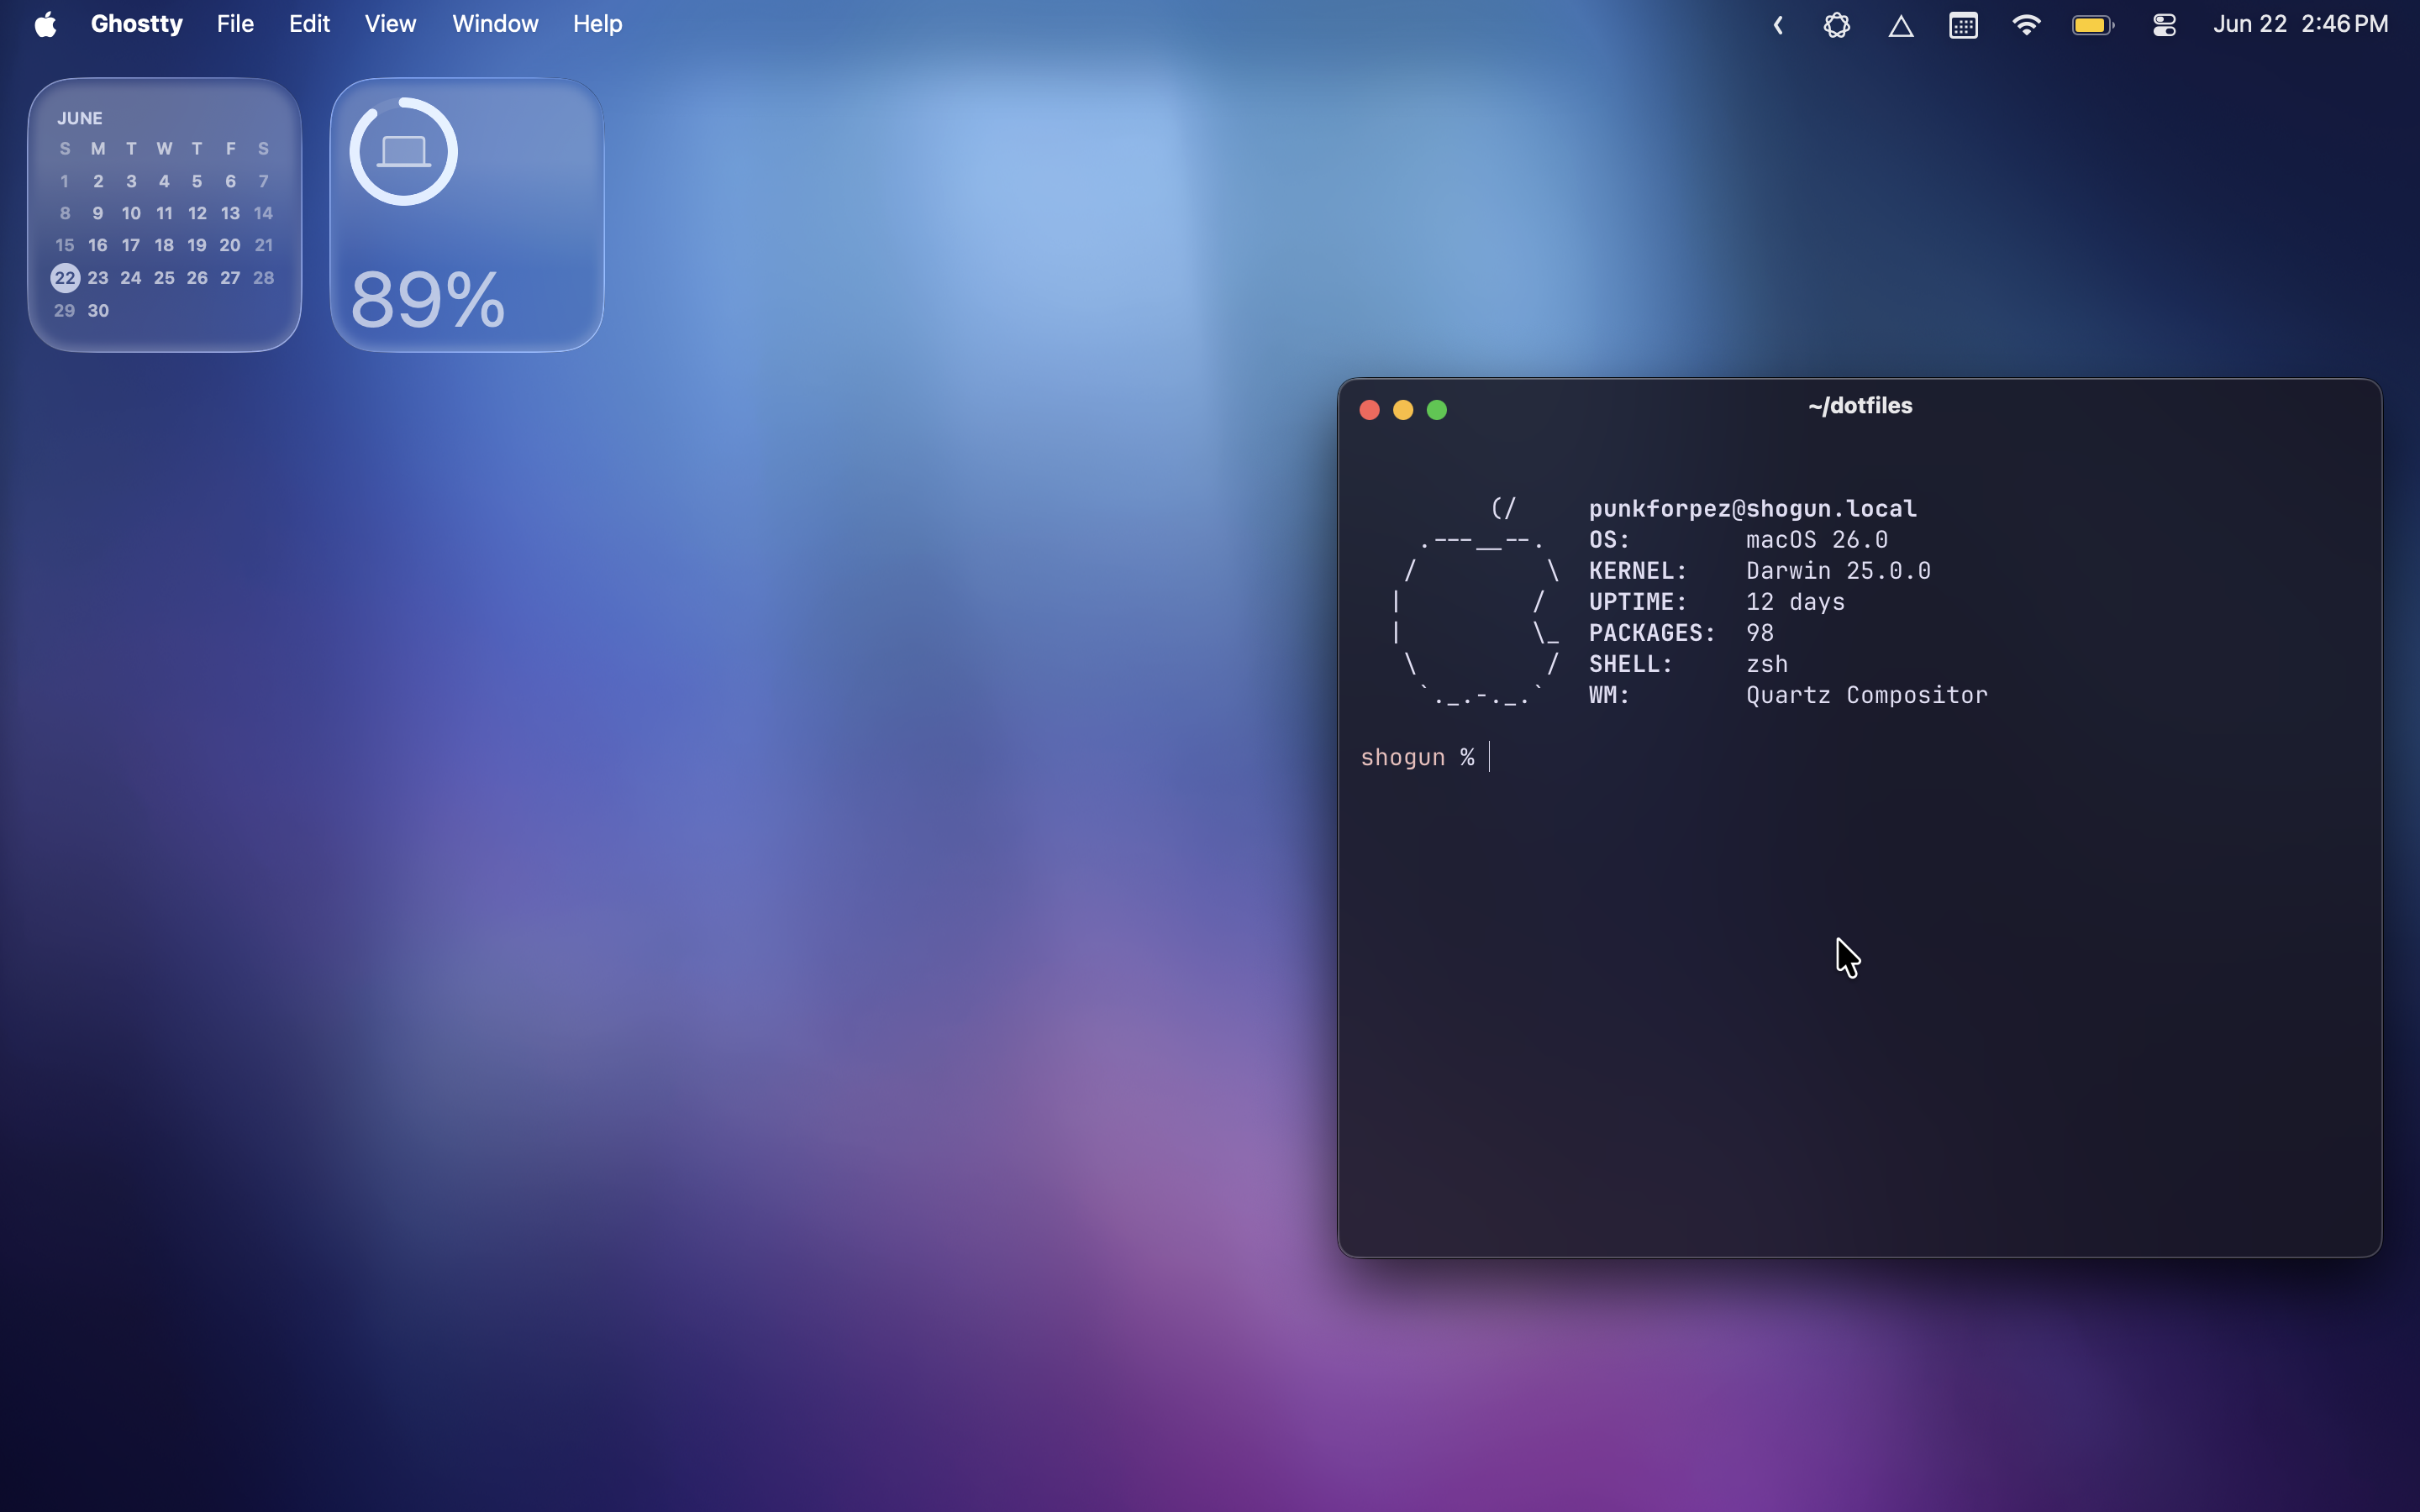 Ghostty File Edit View Window Help
Jun 22 2:46 PM
JUNE
S M T W T F S
1 2 3 4 5 6 7
8 9 10 11 12 13 14
15 16 17 18 19 20 21
22 23 24 25 26 27 28
29 30
89%
~/dotfiles
punkforpez@shogun.local
OS: macOS 26.0
KERNEL: Darwin 25.0.0
UPTIME: 12 days
PACKAGES: 98
SHELL: zsh
WM: Quartz Compositor
shogun %